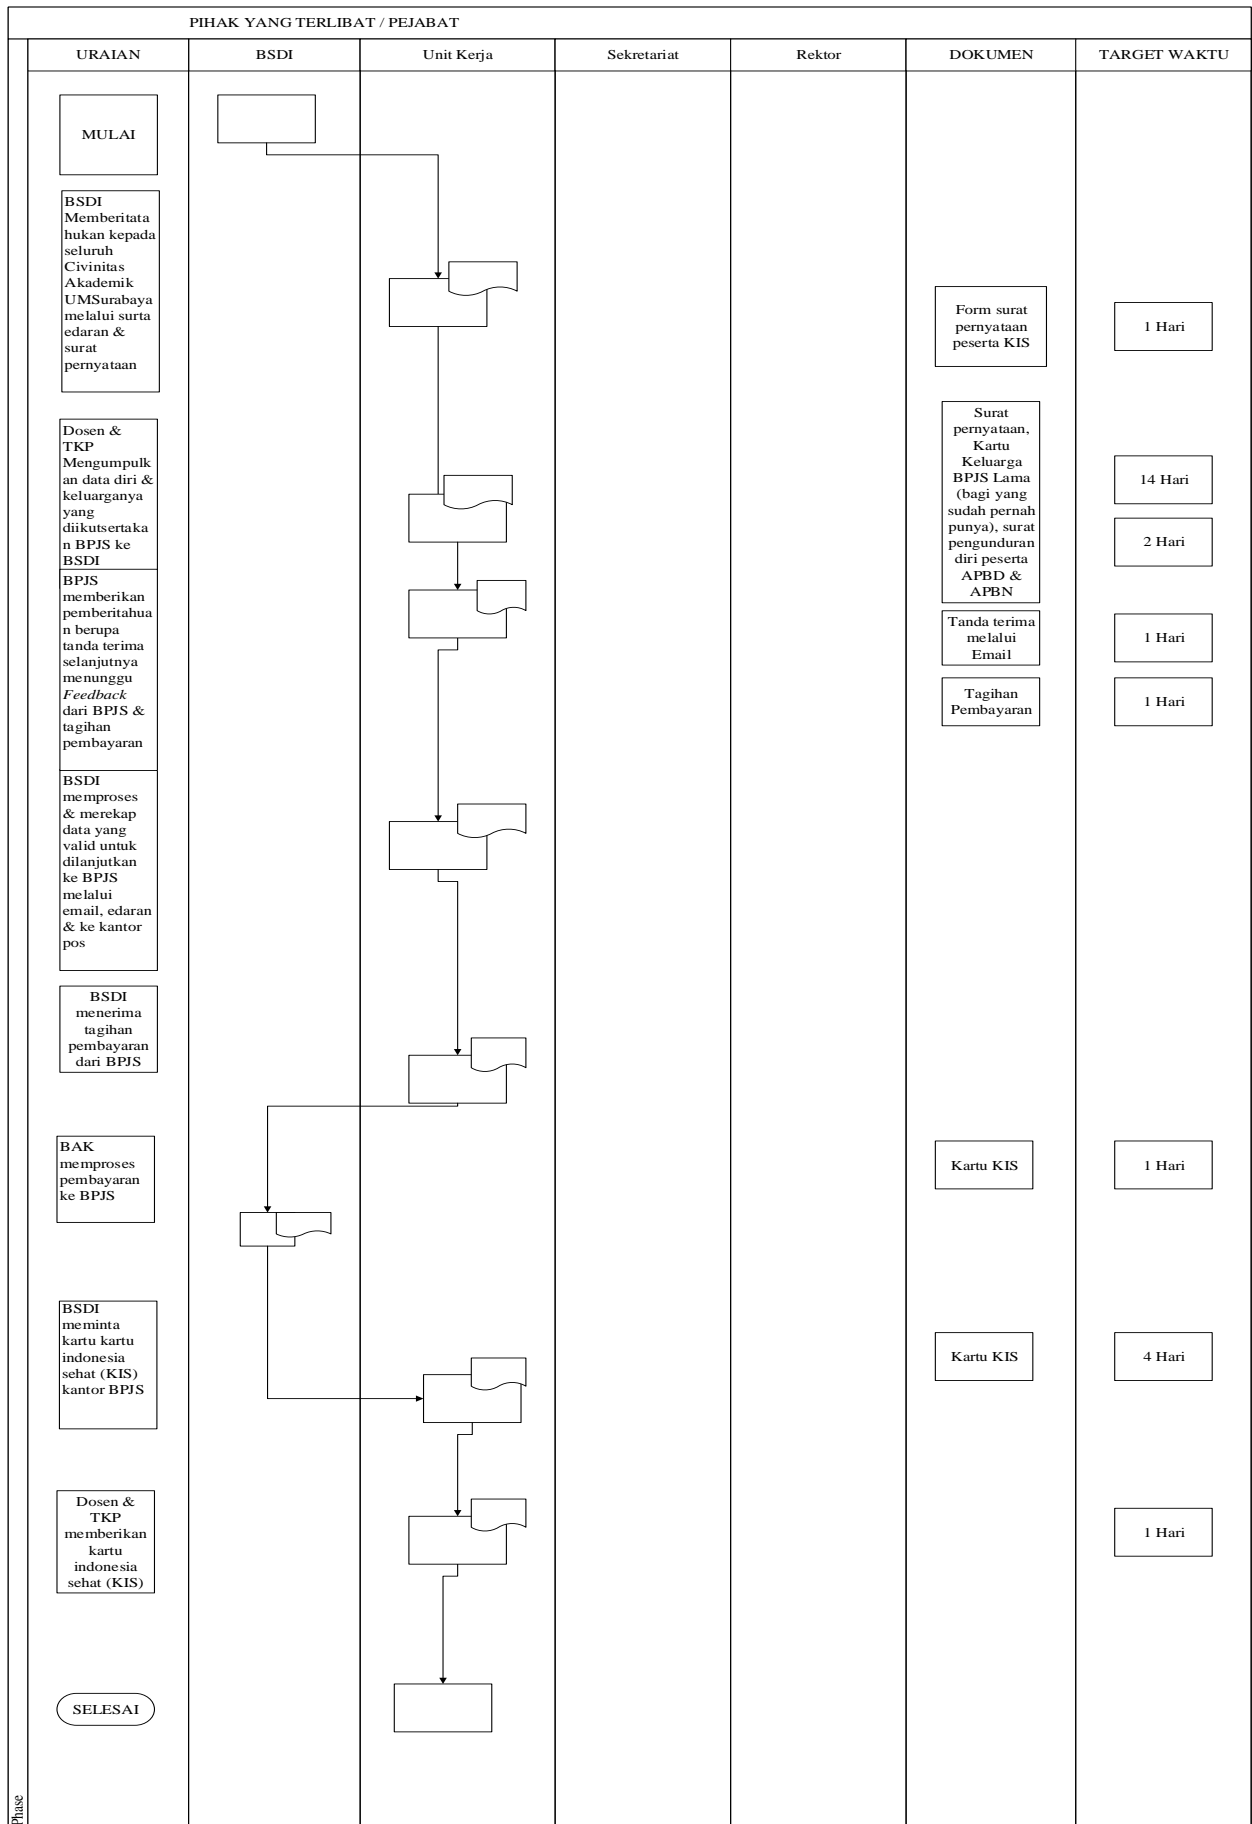 PIHAK YANG TERLIBAT / PEJABAT
URAIAN
BSDI
Unit Kerja
Sekretariat
Rektor
DOKUMEN
TARGET WAKTU
MULAI
BSDI
Memberitata
hukan kepada
seluruh
Civinitas
Akademik
UMSurabaya
melalui surta
edaran &
surat
pernyataan
Form surat
pernyataan
peserta KIS
1 Hari
Dosen &
TKP
Mengumpulk
an data diri &
keluarganya
yang
diikutsertaka
n BPJS ke
BSDI
Surat
pernyataan,
Kartu
Keluarga
BPJS Lama
(bagi yang
sudah pernah
punya), surat
pengunduran
diri peserta
APBD &
APBN
14 Hari
2 Hari
BPJS
memberikan
pemberitahua
n berupa
tanda terima
selanjutnya
menunggu
Feedback
dari BPJS &
tagihan
pembayaran
Tanda terima
melalui
Email
1 Hari
Tagihan
Pembayaran
1 Hari
BSDI
memproses
& merekap
data yang
valid untuk
dilanjutkan
ke BPJS
melalui
email, edaran
& ke kantor
pos
BSDI
menerima
tagihan
pembayaran
dari BPJS
BAK
memproses
pembayaran
ke BPJS
Kartu KIS
1 Hari
BSDI
meminta
kartu kartu
indonesia
sehat (KIS)
kantor BPJS
Kartu KIS
4 Hari
Dosen &
TKP
memberikan
kartu
indonesia
sehat (KIS)
1 Hari
SELESAI
Phase